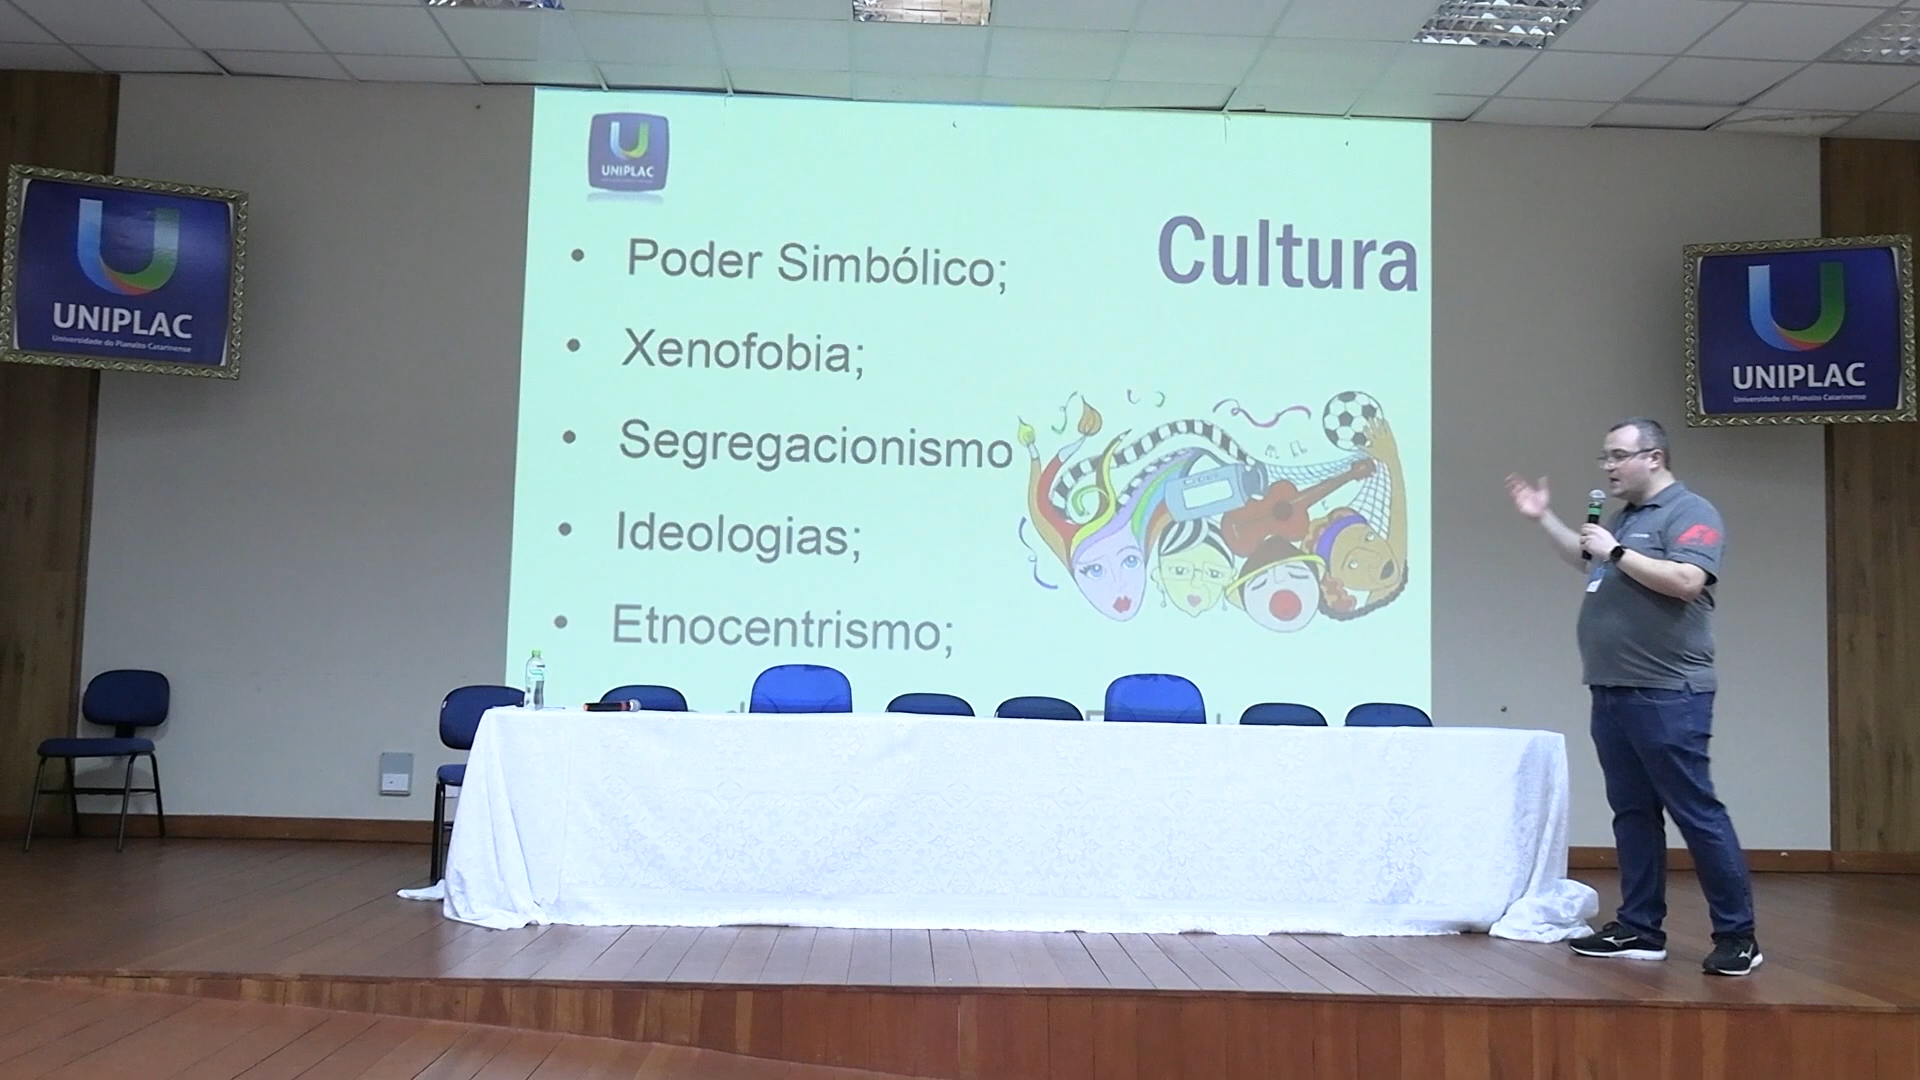 UNIPLAC
Cultura
• Poder Simbólico;
• Xenofobia;
• Segregacionismo
• Ideologias;
• Etnocentrismo;
UNIPLAC
Universidade do Planalto Catarinense
UNIPLAC
Universidade do Planalto Catarinense